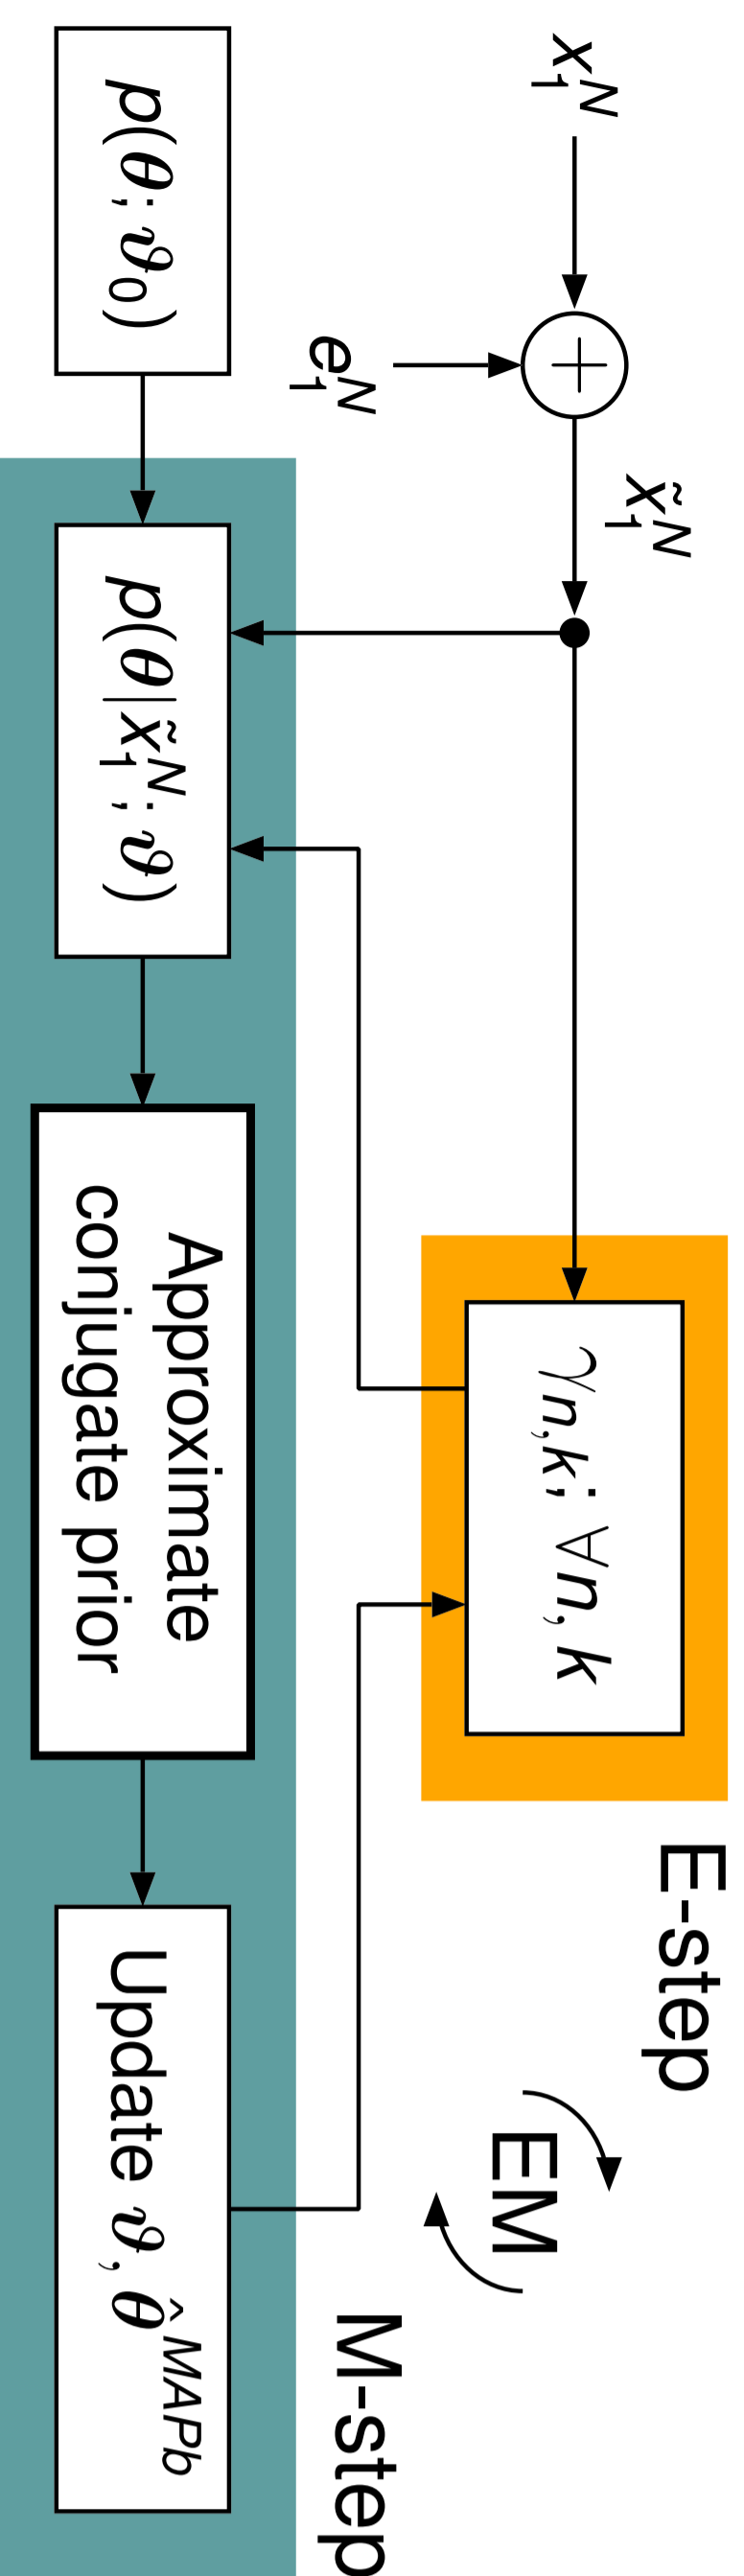 x_1^N
+
e_1^N
x̃_1^N
γ_{n,k}; ∀n, k
E-step
EM
M-step
p(θ; ϑ_0)
p(θ|x̃_1^N; ϑ)
Approximate
conjugate prior
Update ϑ, θ̂^{MAPb}